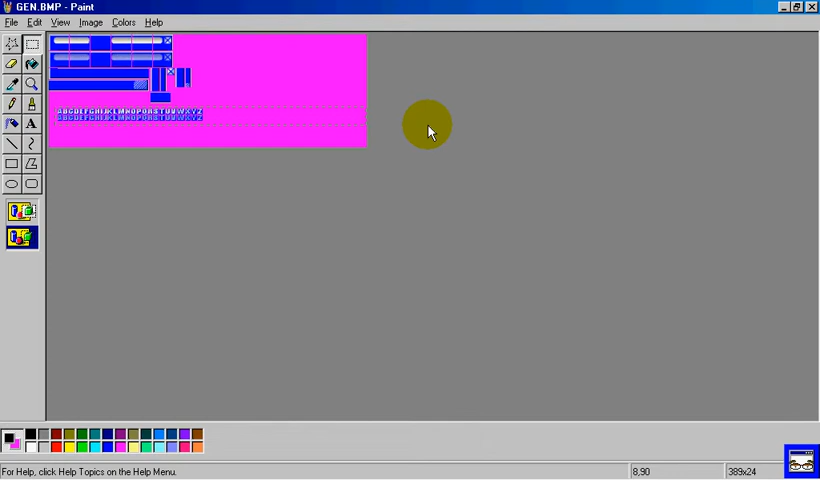 GEN.BMP - Paint
File Edit View Image Colors Help
ABCDEFGHIJKLMNOPQRSTUVWXYZ
ABCDEFGHIJKLMNOPQRSTUVWXYZ
A
For Help, click Help Topics on the Help Menu.
8,90
389x24